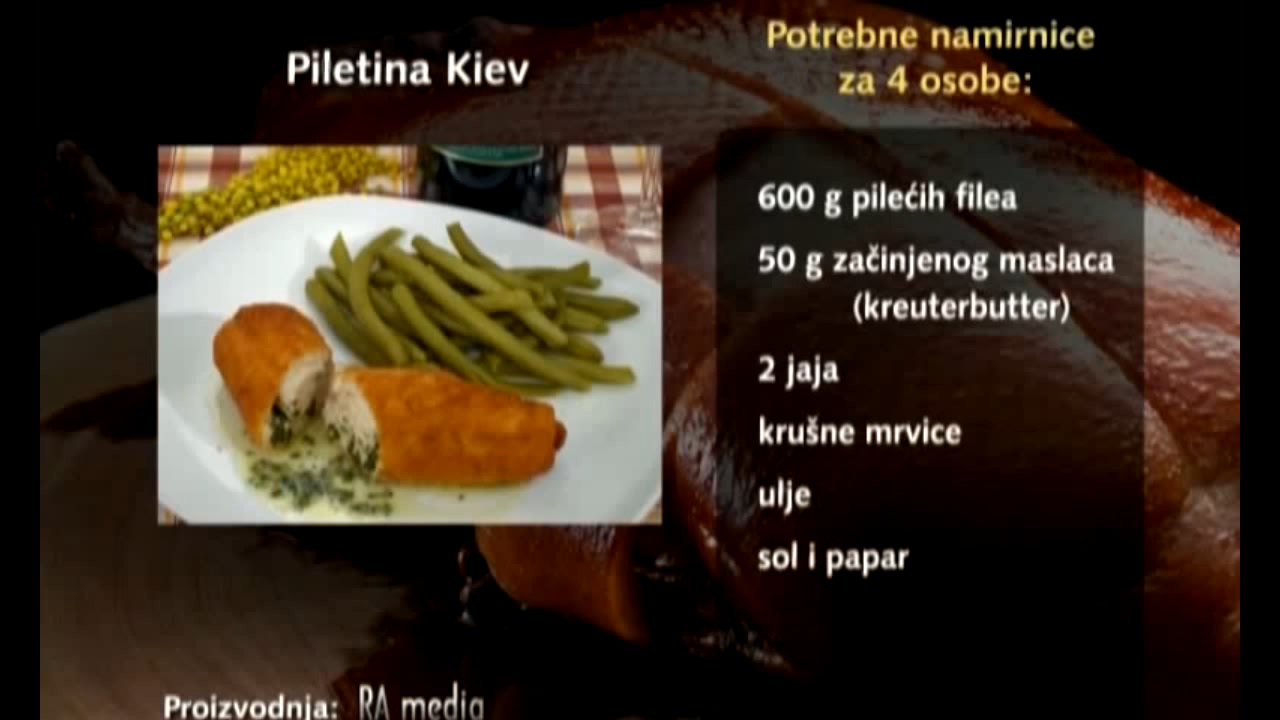 Piletina Kiev
Potrebne namirnice
za 4 osobe:
600 g pilećih filea
50 g začinjenog maslaca
(kreuterbutter)
2 jaja
krušne mrvice
ulje
sol i papar
Proizvodnja: RA media